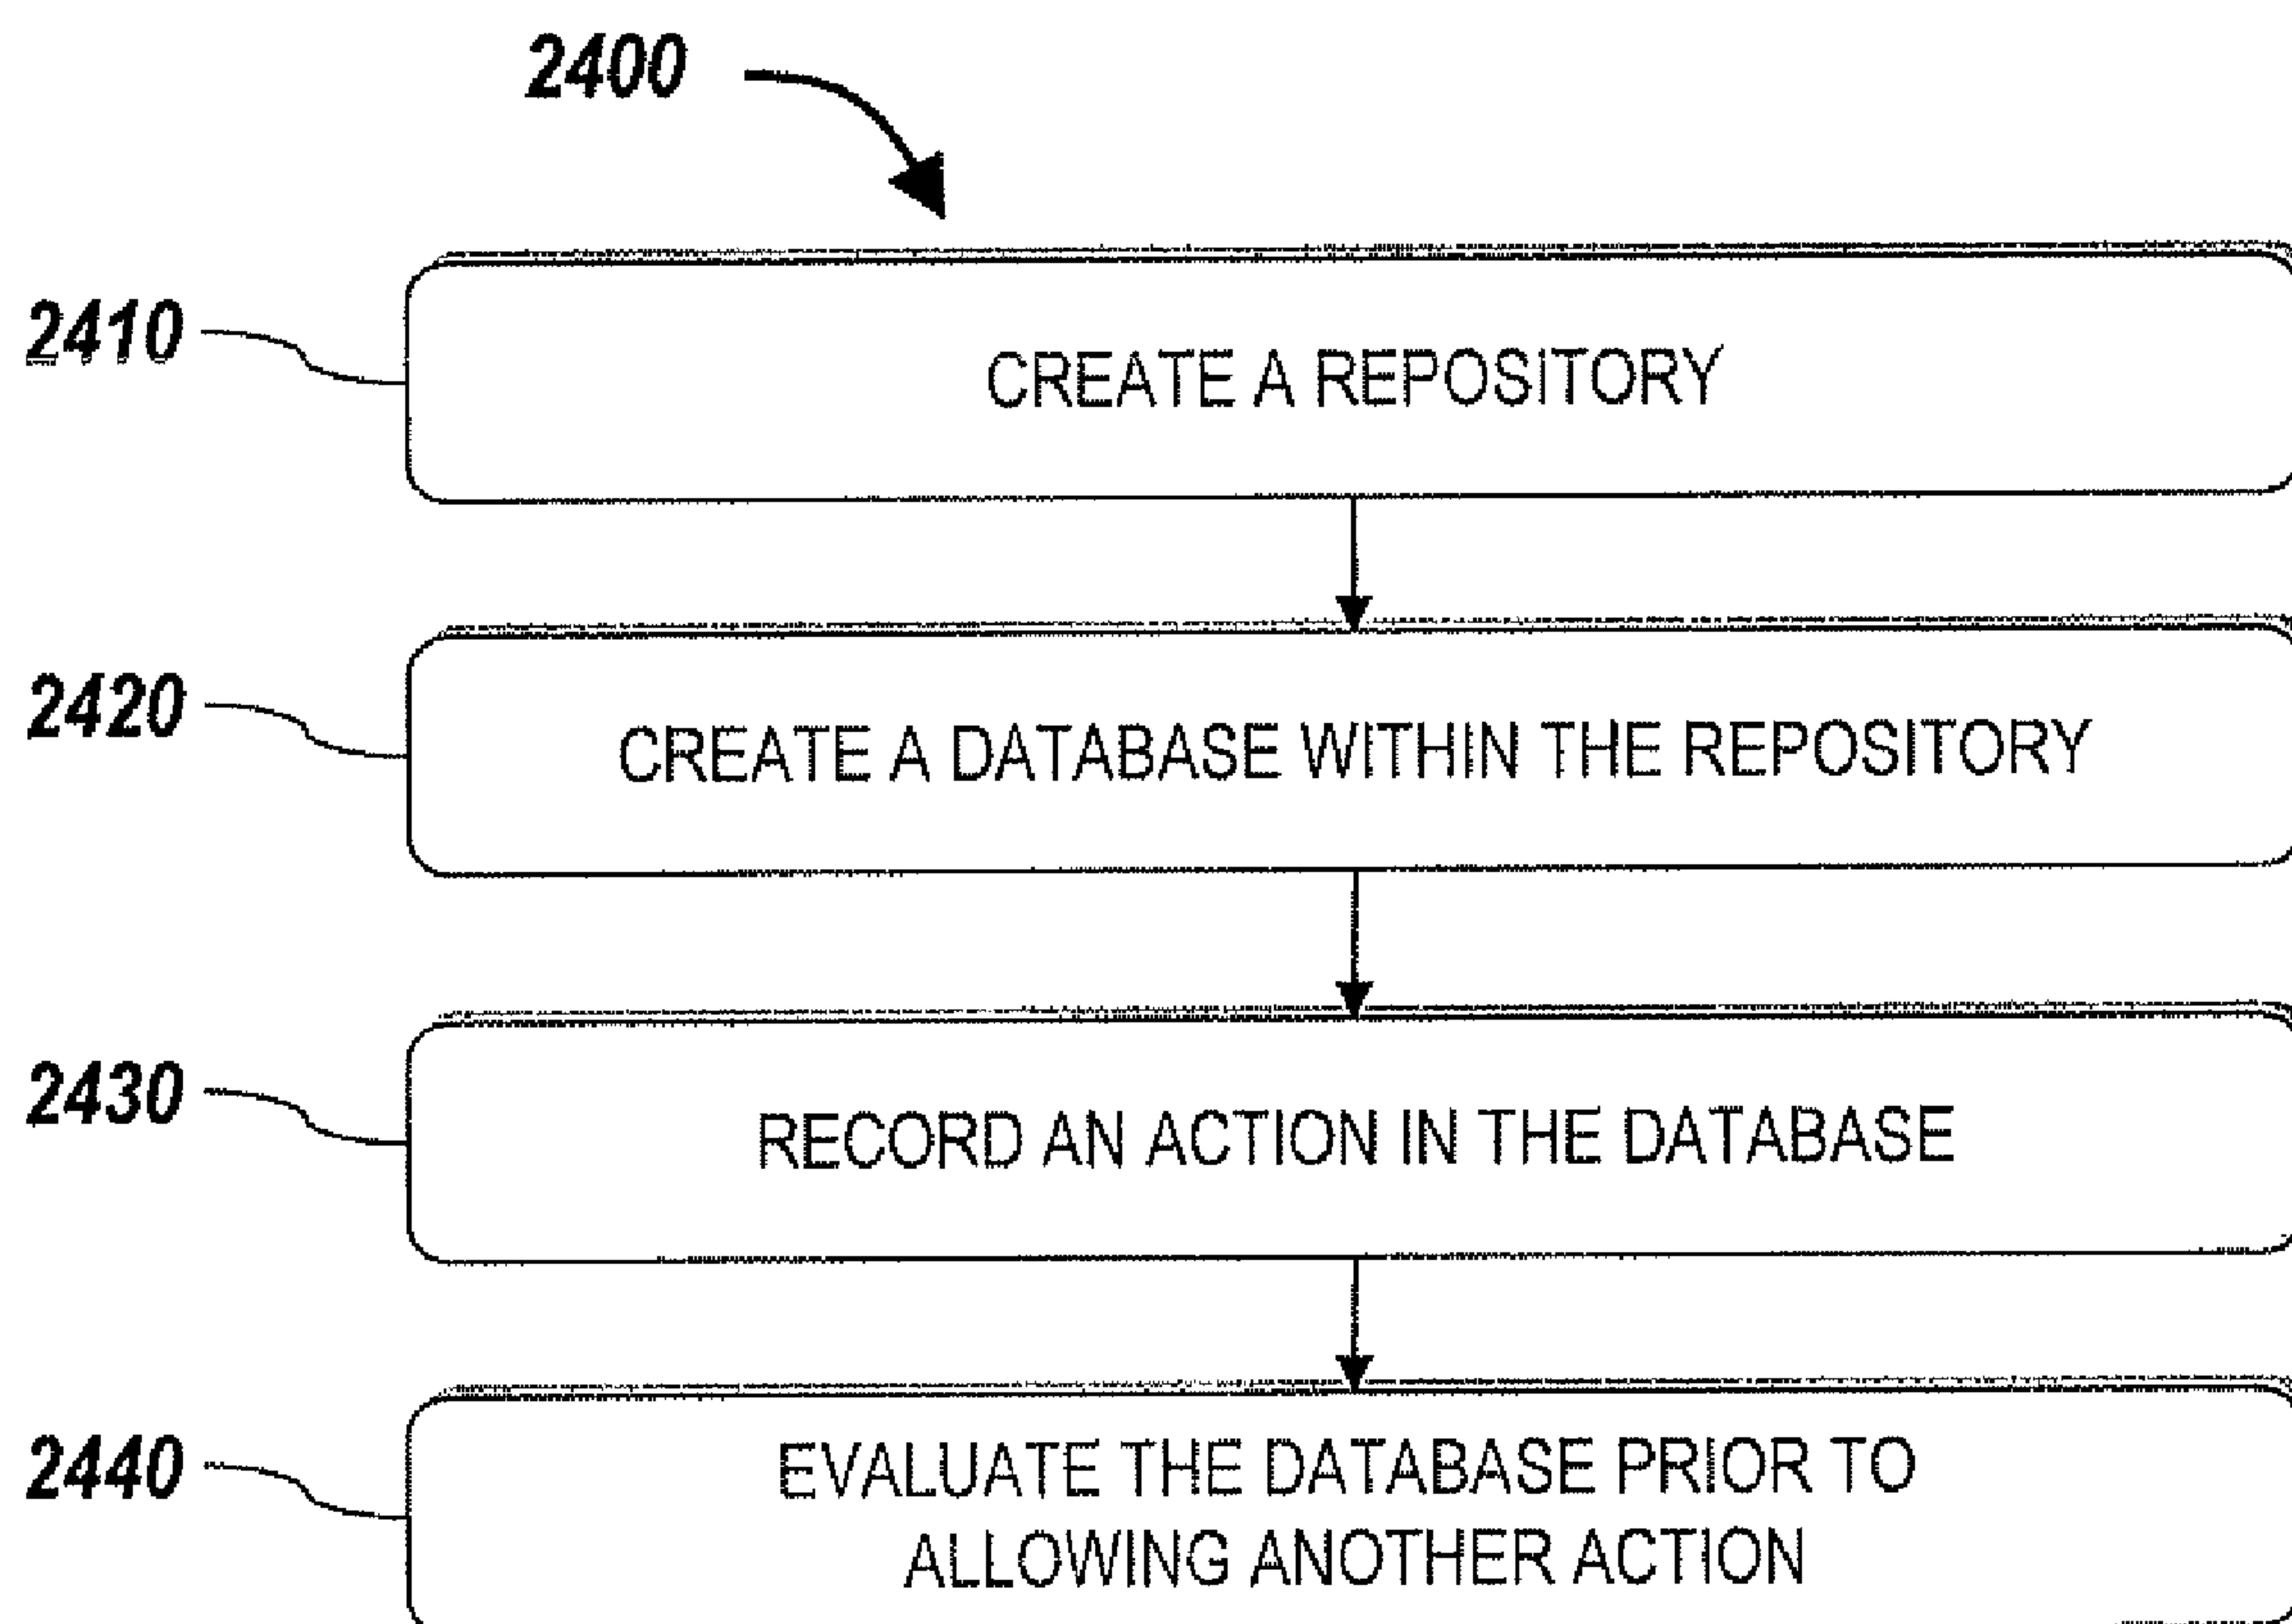 2400
2410
CREATE A REPOSITORY
2420
CREATE A DATABASE WITHIN THE REPOSITORY
2430
RECORD AN ACTION IN THE DATABASE
2440
EVALUATE THE DATABASE PRIOR TO
ALLOWING ANOTHER ACTION